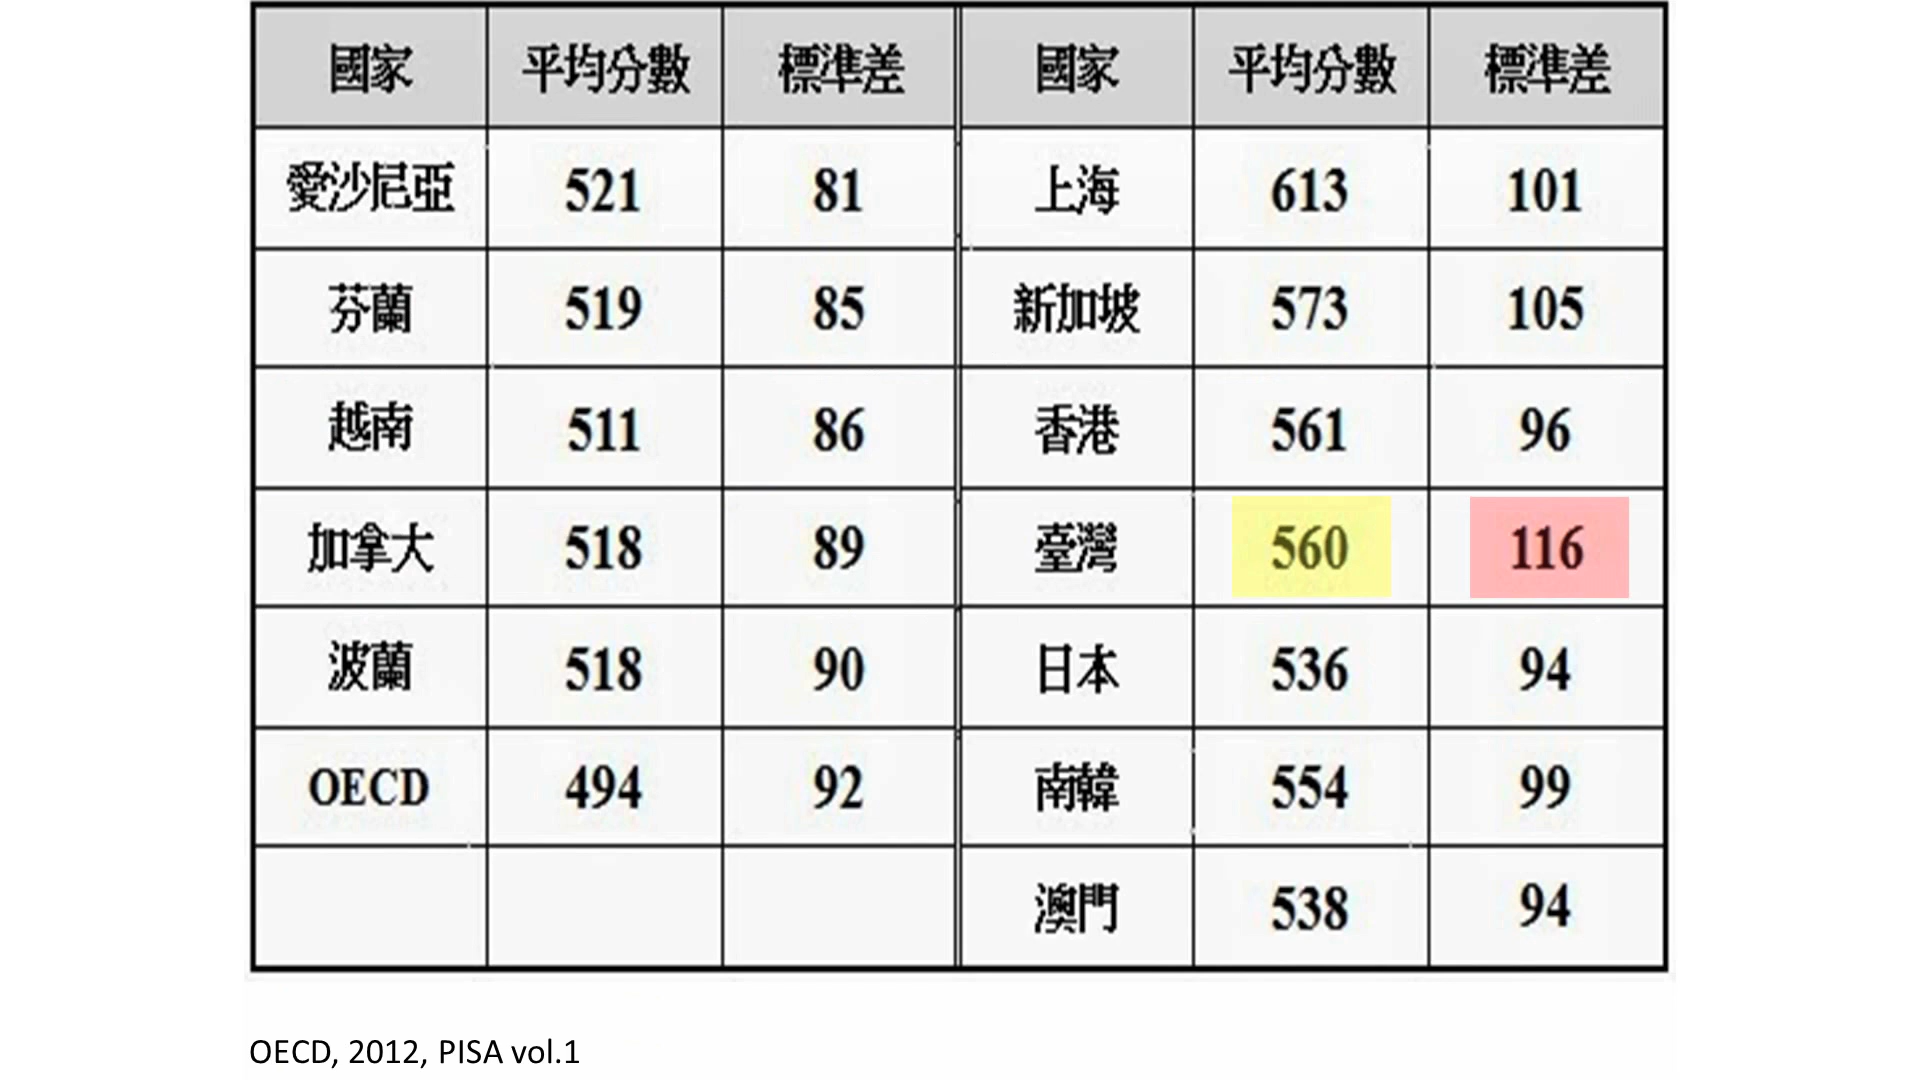 國家 平均分數 標準差 國家 平均分數 標準差
愛沙尼亞 521 81 上海 613 101
芬蘭 519 85 新加坡 573 105
越南 511 86 香港 561 96
加拿大 518 89 臺灣 560 116
波蘭 518 90 日本 536 94
OECD 494 92 南韓 554 99
澳門 538 94
OECD, 2012, PISA vol.1